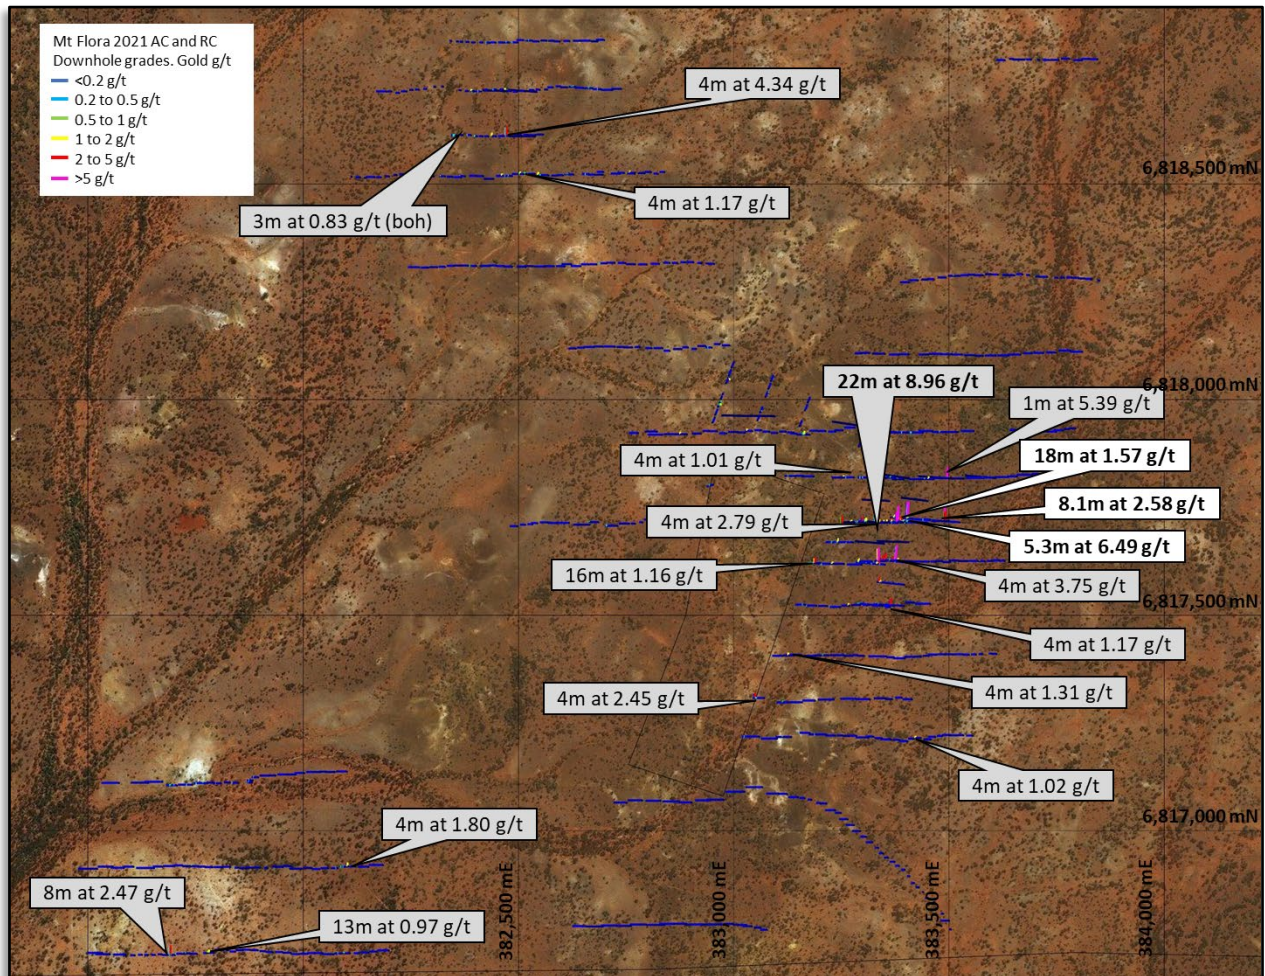 Mt Flora 2021 AC and RC
Downhole grades. Gold g/t
<0.2 g/t
0.2 to 0.5 g/t
0.5 to 1 g/t
1 to 2 g/t
2 to 5 g/t
>5 g/t
4m at 4.34 g/t
6,818,500 mN
4m at 1.17 g/t
3m at 0.83 g/t (boh)
22m at 8.96 g/t
6,818,000 mN
1m at 5.39 g/t
18m at 1.57 g/t
4m at 1.01 g/t
8.1m at 2.58 g/t
4m at 2.79 g/t
5.3m at 6.49 g/t
16m at 1.16 g/t
4m at 3.75 g/t
6,817,500 mN
4m at 1.17 g/t
4m at 1.31 g/t
4m at 2.45 g/t
4m at 1.02 g/t
6,817,000 mN
4m at 1.80 g/t
8m at 2.47 g/t
13m at 0.97 g/t
382,500 mE
383,000 mE
383,500 mE
384,000 mE